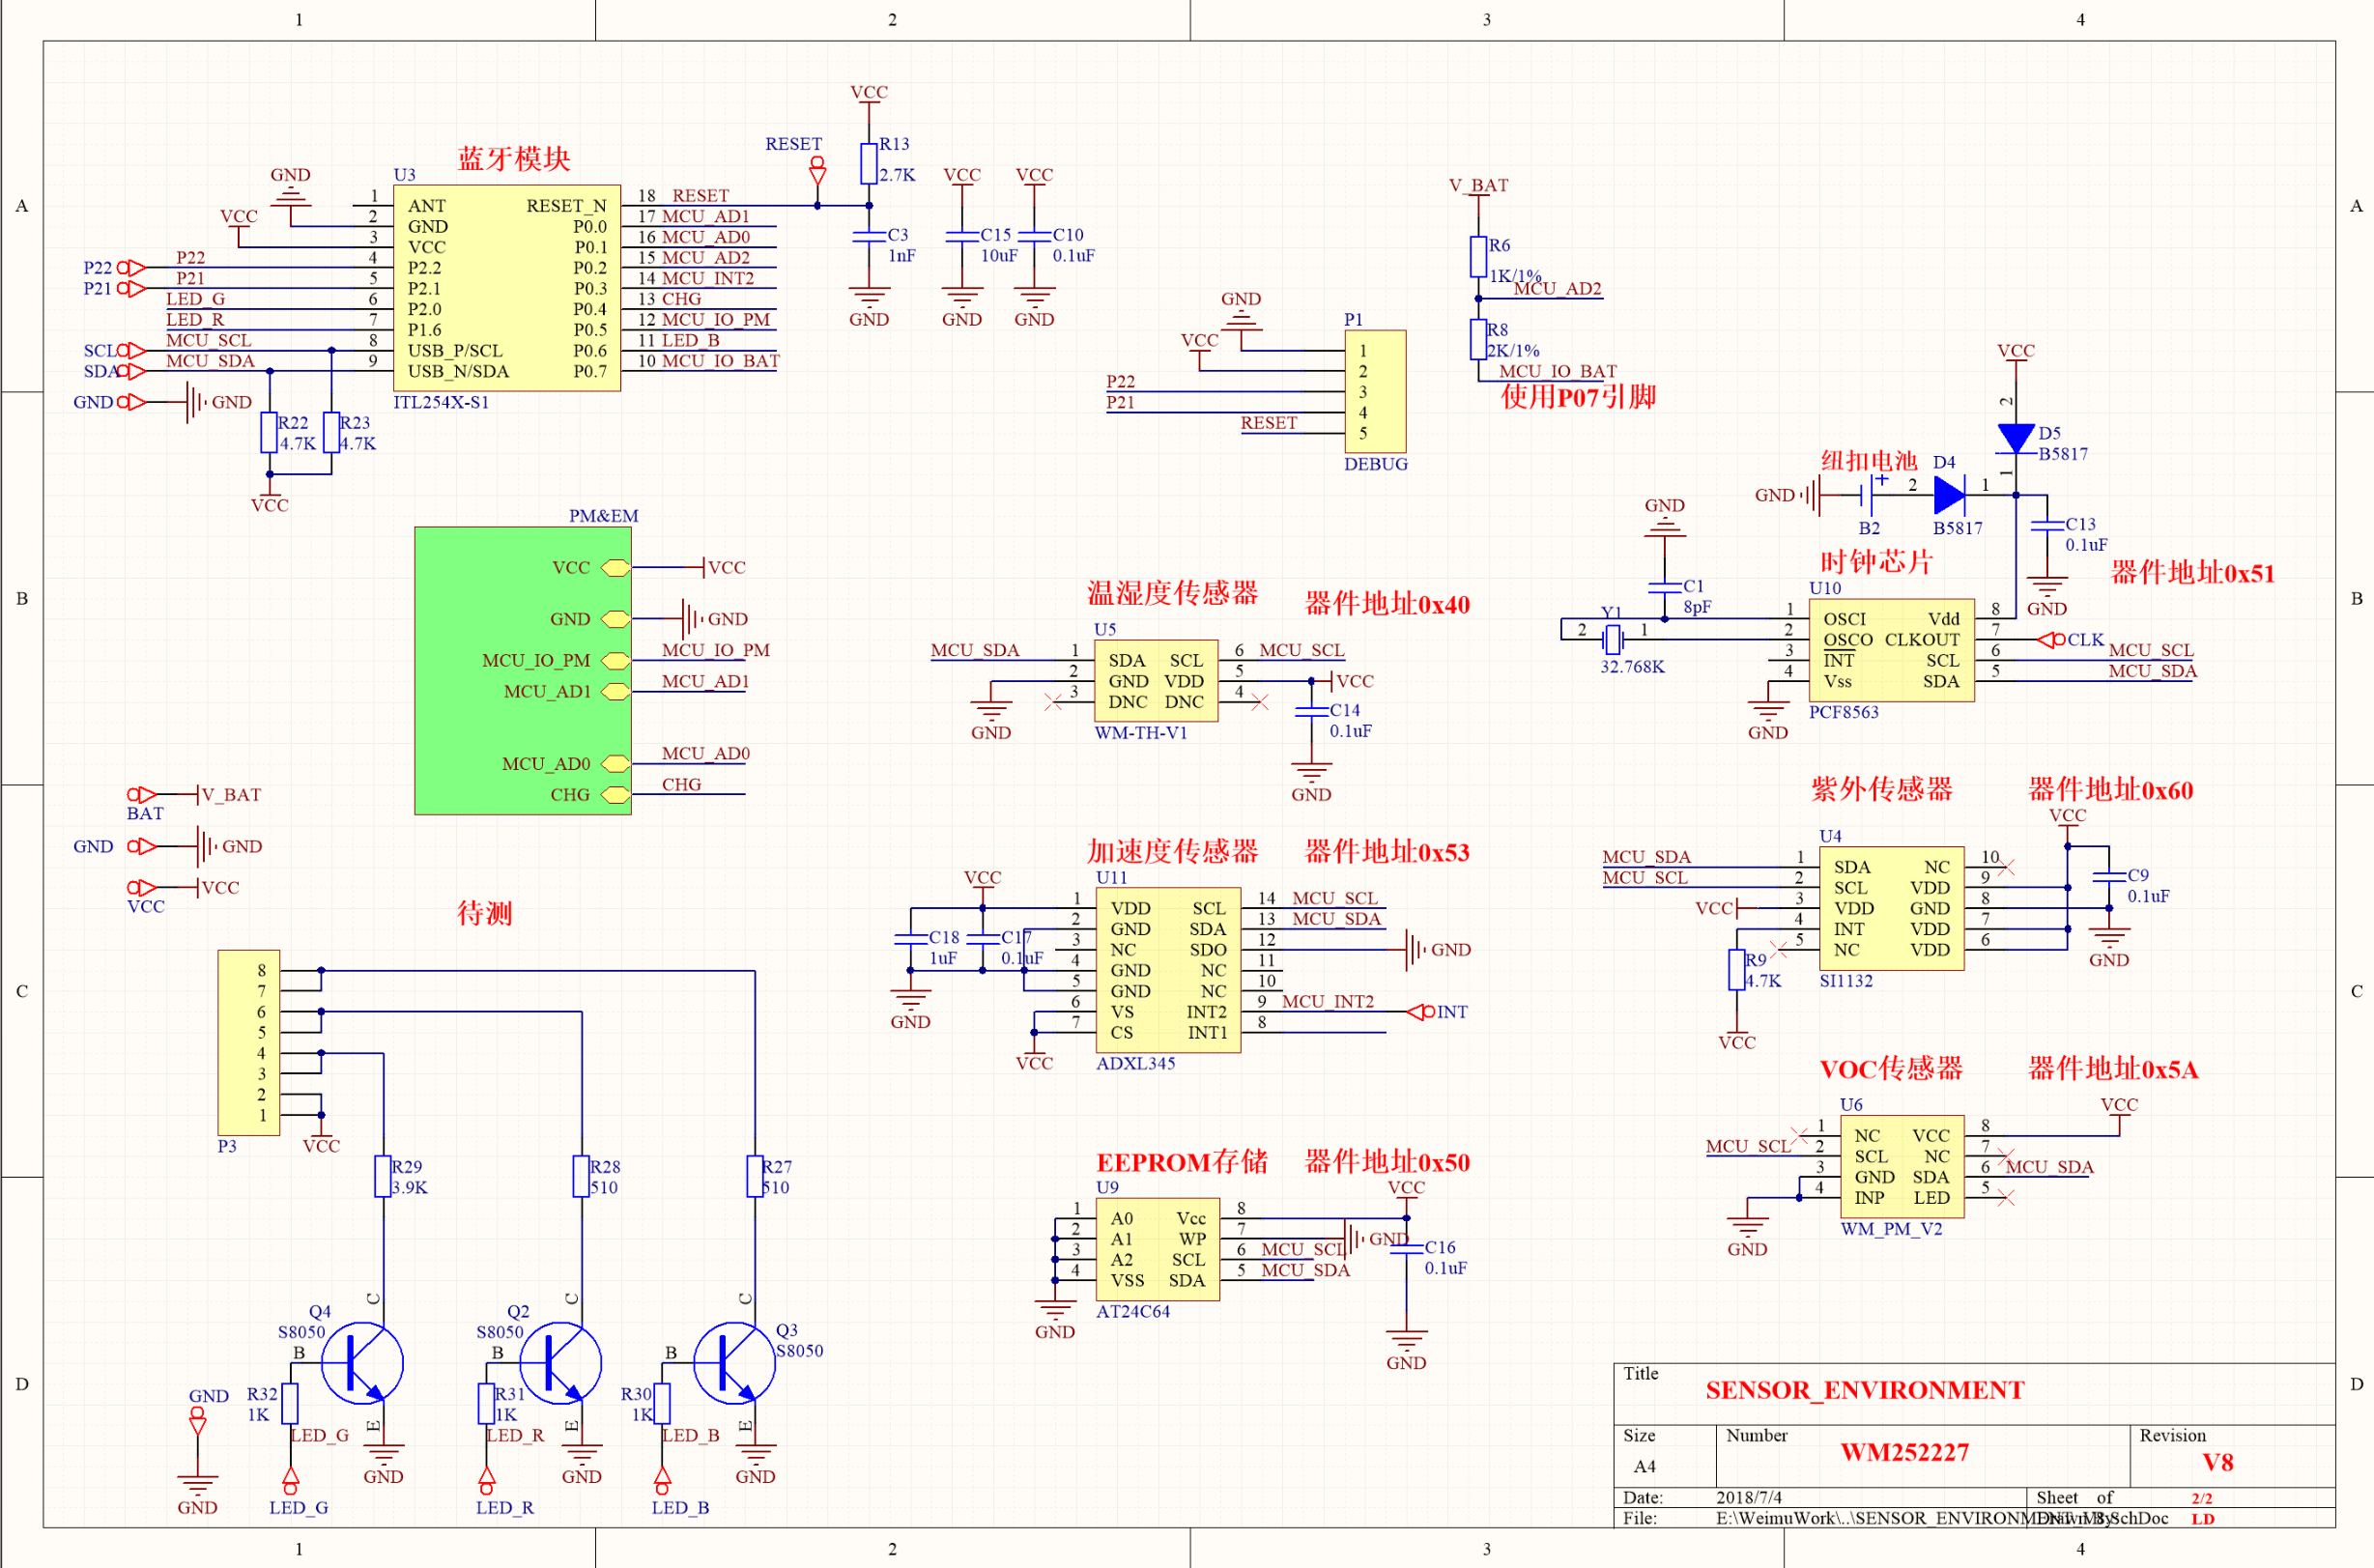 1 2 3 4
A A
B B
C C
D D
蓝牙模块
U3
GND
VCC
P22 P22
P21 P21
LED_G
LED_R
SCL MCU_SCL
SDA MCU_SDA
GND GND
1 ANT RESET_N 18 RESET
2 GND P0.0 17 MCU_AD1
3 VCC P0.1 16 MCU_AD0
4 P2.2 P0.2 15 MCU_AD2
5 P2.1 P0.3 14 MCU_INT2
6 P2.0 P0.4 13 CHG
7 P1.6 P0.5 12 MCU_IO_PM
8 USB_P/SCL P0.6 11 LED_B
9 USB_N/SDA P0.7 10 MCU_IO_BAT
ITL254X-S1
R22
4.7K
R23
4.7K
VCC
RESET
VCC
R13
2.7K
C3
1nF
GND
VCC
C15
10uF
GND
VCC
C10
0.1uF
GND
V_BAT
R6
1K/1%
MCU_AD2
R8
2K/1%
MCU_IO_BAT
使用P07引脚
GND
VCC
P22
P21
RESET
P1
1
2
3
4
5
DEBUG
VCC
2
D5
B5817
1
纽扣电池
GND
+
B2
2
D4
1
B5817
C13
0.1uF
GND
时钟芯片
器件地址0x51
GND
C1
8pF
Y1
2 1
32.768K
U10
1 OSCI Vdd 8
2 OSCO CLKOUT 7 CLK
3 INT SCL 6 MCU_SCL
4 Vss SDA 5 MCU_SDA
GND
PCF8563
PM&EM
VCC VCC
GND GND
MCU_IO_PM MCU_IO_PM
MCU_AD1 MCU_AD1
MCU_AD0 MCU_AD0
CHG CHG
温湿度传感器 器件地址0x40
U5
MCU_SDA 1 SDA SCL 6 MCU_SCL
2 GND VDD 5 VCC
3 DNC DNC 4
GND
WM-TH-V1
C14
0.1uF
GND
V_BAT
BAT
GND GND
VCC
VCC
待测
加速度传感器 器件地址0x53
U11
VCC
C18
1uF
C17
0.1uF
GND
1 VDD SCL 14 MCU_SCL
2 GND SDA 13 MCU_SDA
3 NC SDO 12 GND
4 GND NC 11
5 GND NC 10
6 VS INT2 9 MCU_INT2 INT
7 CS INT1 8
VCC
ADXL345
紫外传感器 器件地址0x60
VCC
U4
MCU_SDA 1 SDA NC 10
MCU_SCL 2 SCL VDD 9
VCC 3 VDD GND 8
4 INT VDD 7
5 NC VDD 6
SI1132
R9
4.7K
VCC
C9
0.1uF
GND
VOC传感器 器件地址0x5A
U6
VCC
1 NC VCC 8
MCU_SCL 2 SCL NC 7
3 GND SDA 6 MCU_SDA
4 INP LED 5
GND
WM_PM_V2
EEPROM存储 器件地址0x50
U9
VCC
1 A0 Vcc 8
2 A1 WP 7 GND
3 A2 SCL 6 MCU_SCL
4 VSS SDA 5 MCU_SDA
AT24C64
GND
C16
0.1uF
GND
8
7
6
5
4
3
2
1
P3
VCC
R29
3.9K
R28
510
R27
510
C
Q4
S8050
B
R32
1K
E
LED_G
GND
LED_G
C
Q2
S8050
B
R31
1K
E
LED_R
GND
LED_R
C
Q3
S8050
B
R30
1K
LED_B
GND
LED_B
GND
GND
Title
SENSOR_ENVIRONMENT
Size
A4
Number
WM252227
Revision
V8
Date: 2018/7/4 Sheet of 2/2
File: E:\WeimuWork\..\SENSOR_ENVIRONMENT_V8.SchDoc Drawn By: LD
1 2 3 4